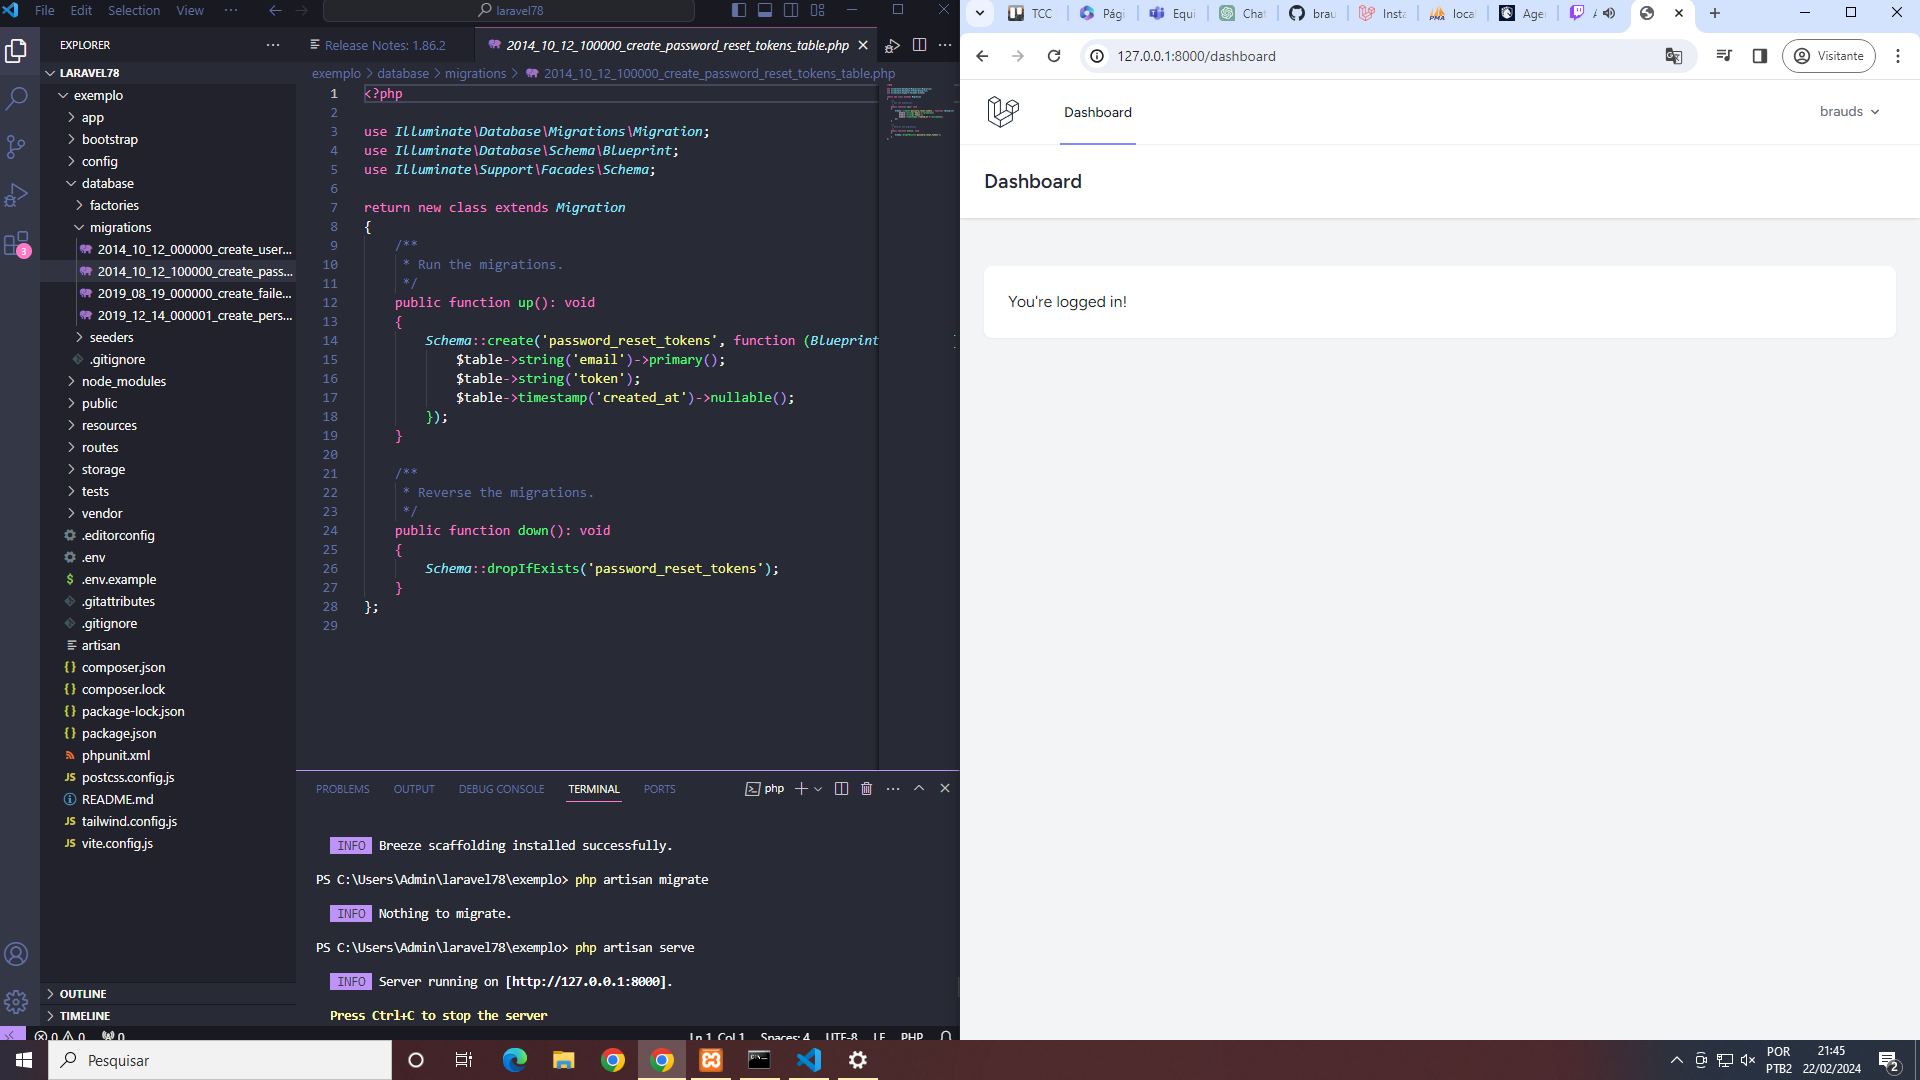 File Edit Selection View ···
laravel78
EXPLORER
LARAVEL78
exemplo
app
bootstrap
config
database
factories
migrations
2014_10_12_000000_create_user...
2014_10_12_100000_create_pass...
2019_08_19_000000_create_faile...
2019_12_14_000001_create_pers...
seeders
.gitignore
node_modules
public
resources
routes
storage
tests
vendor
.editorconfig
.env
$ .env.example
.gitattributes
.gitignore
artisan
{} composer.json
{} composer.lock
{} package-lock.json
{} package.json
phpunit.xml
JS postcss.config.js
README.md
JS tailwind.config.js
JS vite.config.js
OUTLINE
TIMELINE
3
Release Notes: 1.86.2
2014_10_12_100000_create_password_reset_tokens_table.php
exemplo > database > migrations > 2014_10_12_100000_create_password_reset_tokens_table.php
1 <?php
2
3 use Illuminate\Database\Migrations\Migration;
4 use Illuminate\Database\Schema\Blueprint;
5 use Illuminate\Support\Facades\Schema;
6
7 return new class extends Migration
8 {
9 /**
10 * Run the migrations.
11 */
12 public function up(): void
13 {
14 Schema::create('password_reset_tokens', function (Blueprint
15 $table->string('email')->primary();
16 $table->string('token');
17 $table->timestamp('created_at')->nullable();
18 });
19 }
20
21 /**
22 * Reverse the migrations.
23 */
24 public function down(): void
25 {
26 Schema::dropIfExists('password_reset_tokens');
27 }
28 };
29
PROBLEMS OUTPUT DEBUG CONSOLE TERMINAL PORTS
php
INFO Breeze scaffolding installed successfully.
PS C:\Users\Admin\laravel78\exemplo> php artisan migrate
INFO Nothing to migrate.
PS C:\Users\Admin\laravel78\exemplo> php artisan serve
INFO Server running on [http://127.0.0.1:8000].
Press Ctrl+C to stop the server
0 0 0
Ln 1, Col 1 Spaces: 4 UTF-8 LF PHP
TCC Pági Equi Chat brau Insta local Age
127.0.0.1:8000/dashboard
Visitante
Dashboard
brauds
Dashboard
You're logged in!
Pesquisar
POR
PTB2
21:45
22/02/2024
2